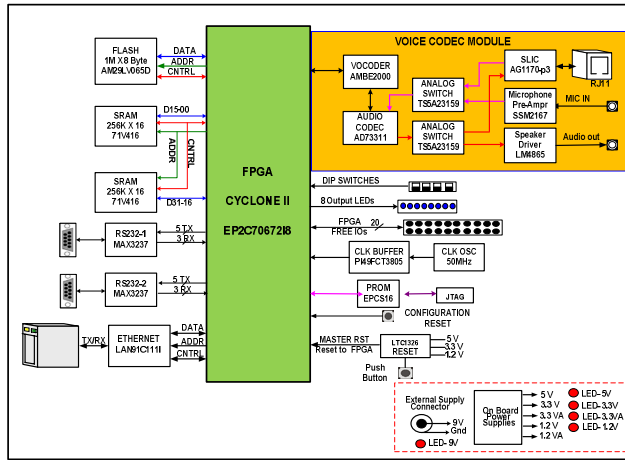 FLASH
1M X 8 Byte
AM29LV065D
DATA
ADDR
CNTRL
SRAM
256K X 16
71V416
D15-00
ADDR
CNTRL
SRAM
256K X 16
71V416
D31-16
RS232-1
MAX3237
5 TX
3 RX
RS232-2
MAX3237
5 TX
3 RX
TX/RX
ETHERNET
LAN91C111I
DATA
ADDR
CNTRL
FPGA
CYCLONE II
EP2C70672I8
VOICE CODEC MODULE
VOCODER
AMBE2000
AUDIO
CODEC
AD73311
ANALOG
SWITCH
TS5A23159
ANALOG
SWITCH
TS5A23159
SLIC
AG1170-p3
RJ11
Microphone
Pre-Ampr
SSM2167
MIC IN
Speaker
Driver
LM4865
Audio out
DIP SWITCHES
8 Output LEDs
FPGA
FREE IOs
20
CLK BUFFER
PI49FCT3805
CLK OSC
50MHz
PROM
EPCS16
JTAG
CONFIGURATION
RESET
MASTER RST
Reset to FPGA
LTC1326
RESET
5 V
3.3 V
1.2 V
Push
Button
External Supply
Connector
9V
Gnd
LED- 9V
On Board
Power
Supplies
5 V
3.3 V
3.3 VA
1.2 V
1.2 VA
LED-5V
LED-3.3V
LED-3.3VA
LED-1.2V